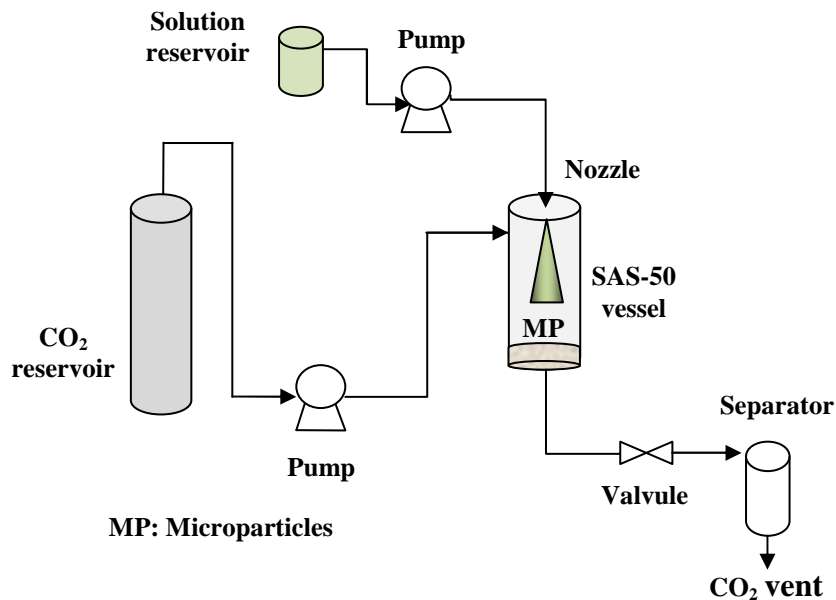 Solution
reservoir
Pump
Nozzle
SAS-50
vessel
MP
CO₂
reservoir
Pump
Separator
Valvule
MP: Microparticles
CO₂ vent